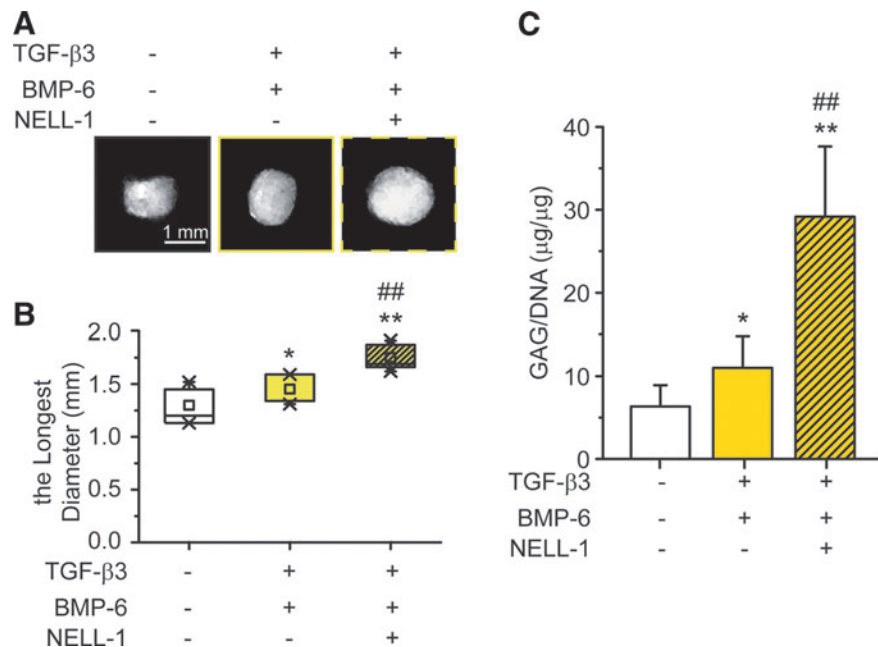 A
TGF-β3 - + +
BMP-6 - + +
NELL-1 - - +
1 mm
B
##
* **
the Longest
Diameter (mm)
2.0
1.5
1.0
0.5
0.0
TGF-β3 - + +
BMP-6 - + +
NELL-1 - - +
C
##
**
*
GAG/DNA (μg/μg)
40
30
20
10
0
TGF-β3 - + +
BMP-6 - + +
NELL-1 - - +